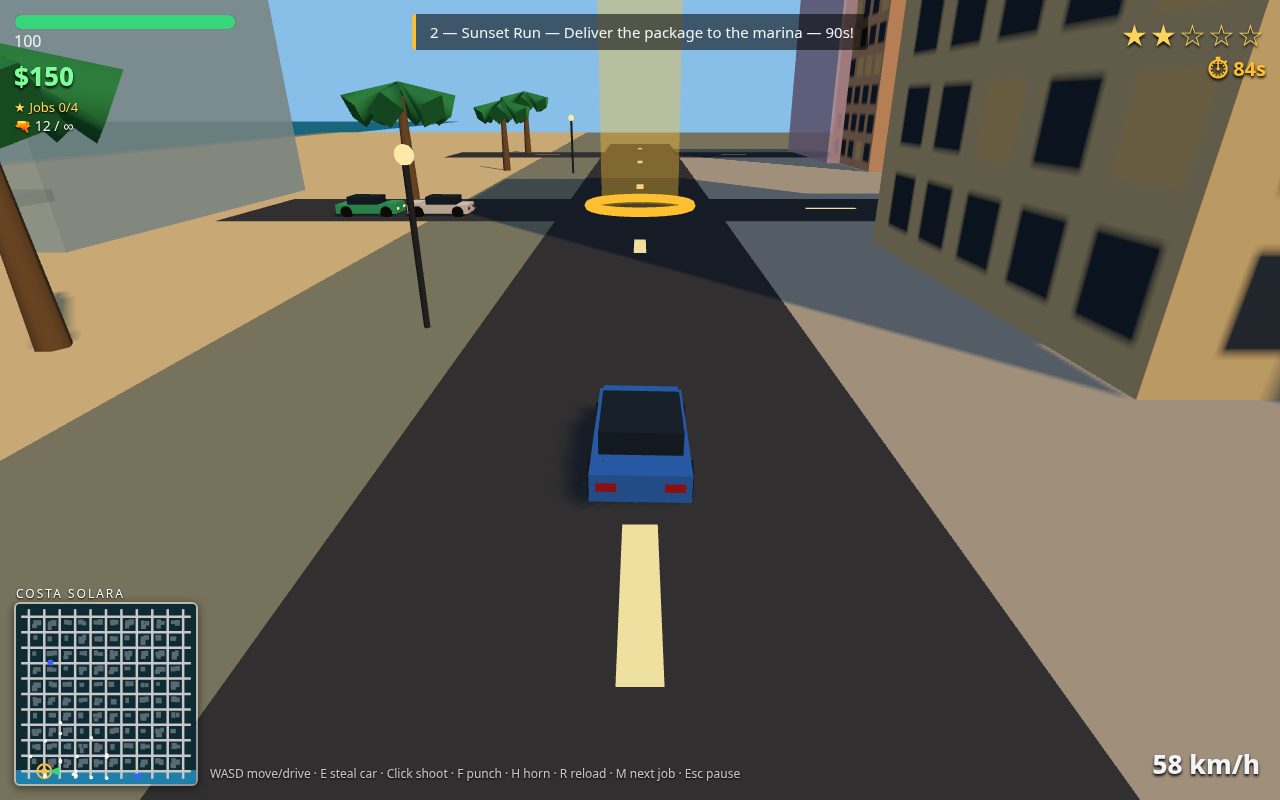 100
$150
★ Jobs 0/4
🔫 12 / ∞
2 — Sunset Run — Deliver the package to the marina — 90s!
★★☆☆☆
⏱ 84s
COSTA SOLARA
WASD move/drive · E steal car · Click shoot · F punch · H horn · R reload · M next job · Esc pause
58 km/h